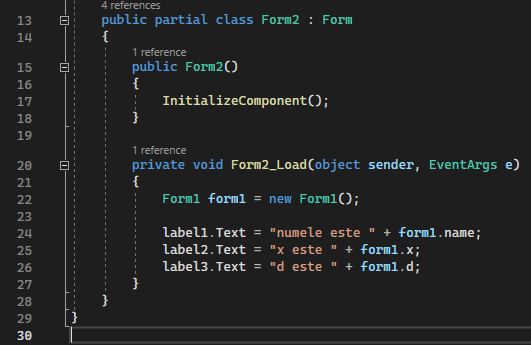 4 references
13 public partial class Form2 : Form
14 {
1 reference
15 public Form2()
16 {
17 InitializeComponent();
18 }
19
1 reference
20 private void Form2_Load(object sender, EventArgs e)
21 {
22 Form1 form1 = new Form1();
23
24 label1.Text = "numele este " + form1.name;
25 label2.Text = "x este " + form1.x;
26 label3.Text = "d este " + form1.d;
27 }
28 }
29 }
30